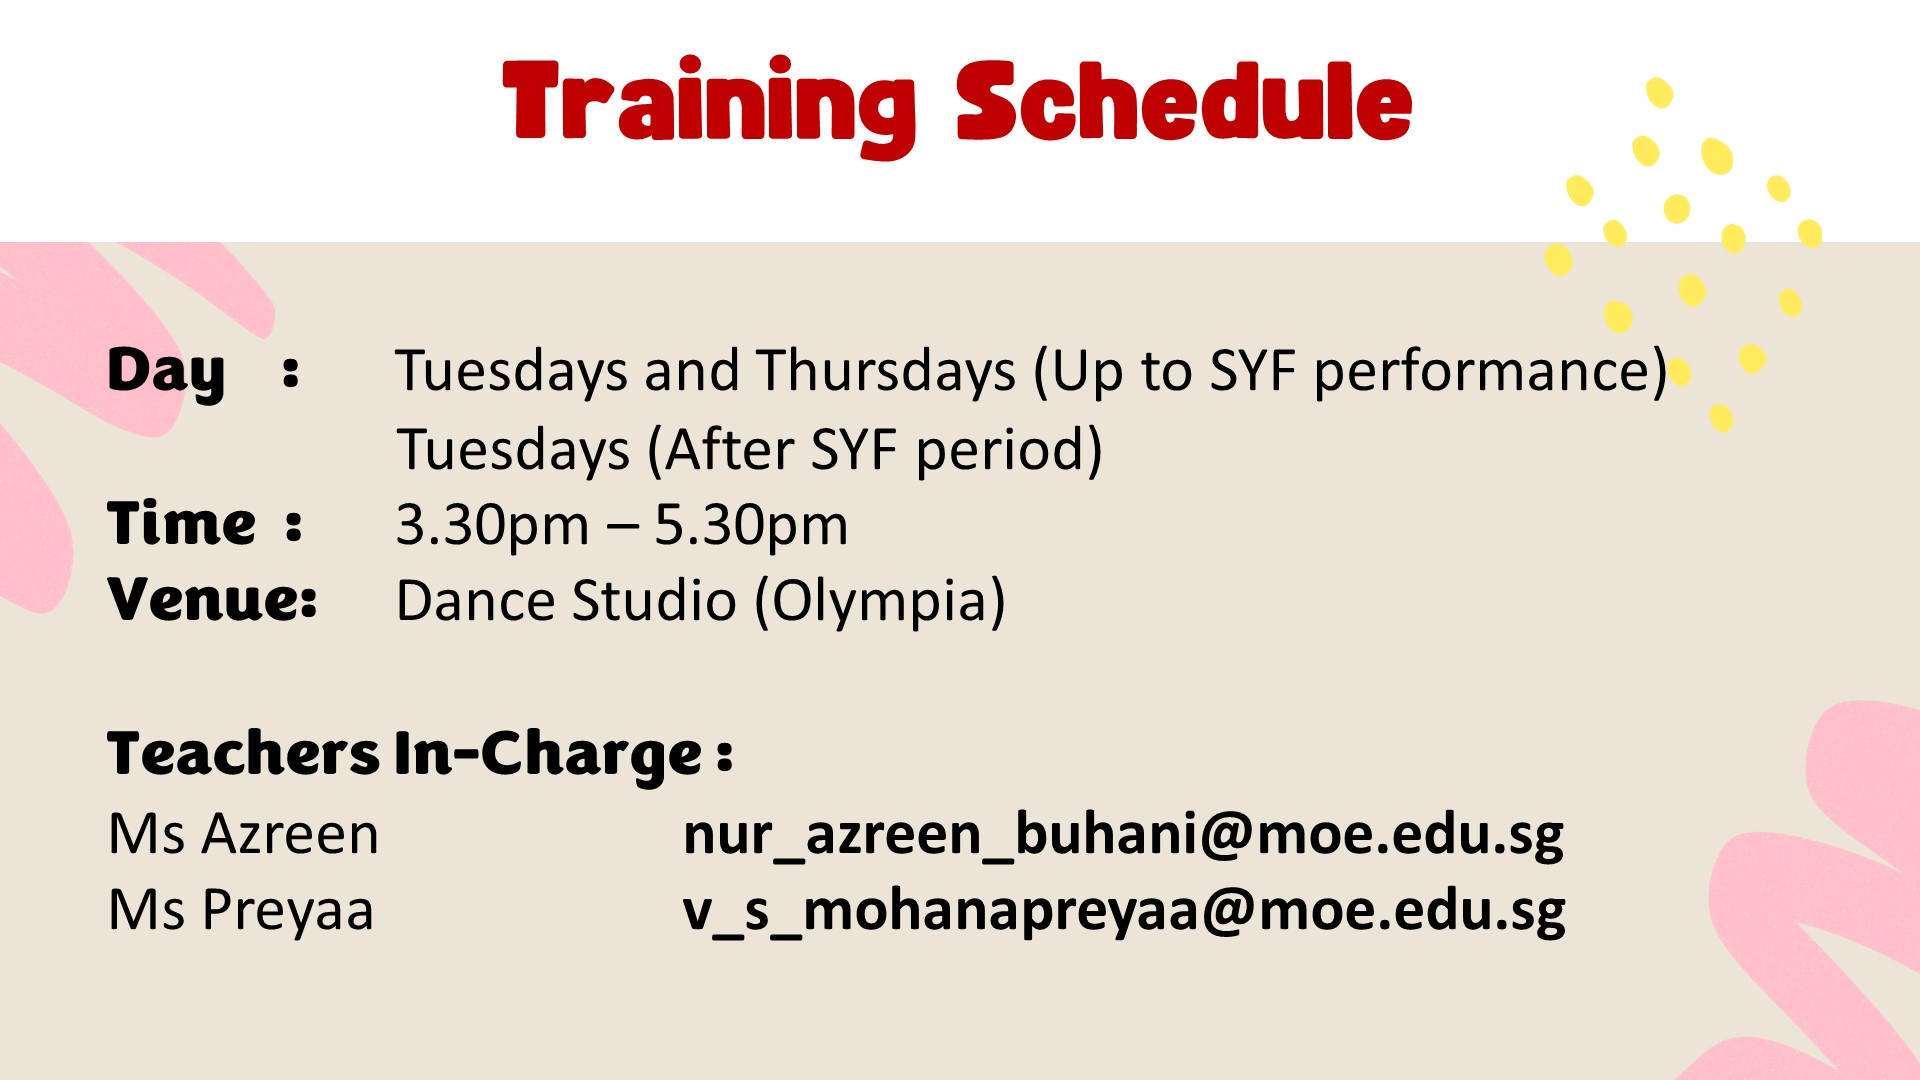 Training Schedule
Day : Tuesdays and Thursdays (Up to SYF performance)
Tuesdays (After SYF period)
Time : 3.30pm – 5.30pm
Venue: Dance Studio (Olympia)
Teachers In-Charge :
Ms Azreen nur_azreen_buhani@moe.edu.sg
Ms Preyaa v_s_mohanapreyaa@moe.edu.sg